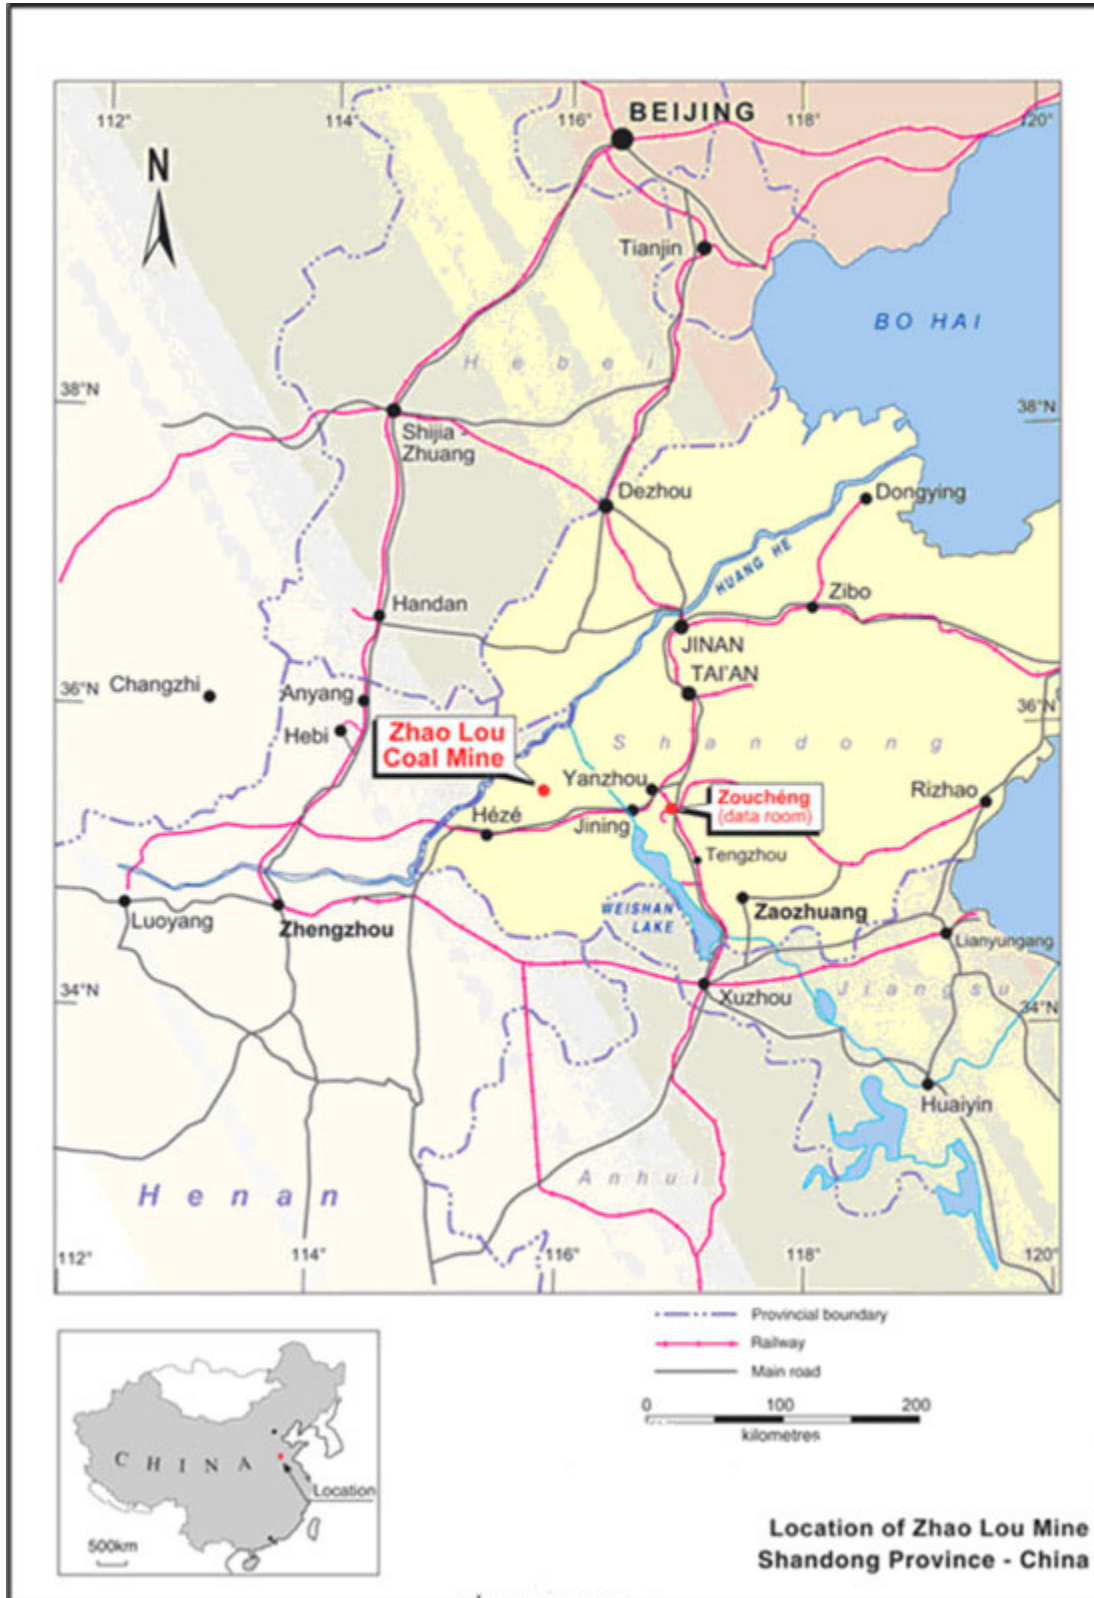 112°
114°
116°
118°
120°
BEIJING
N
Tianjin
BO HAI
Hebei
38°N
38°N
Shijia -
Zhuang
Dezhou
Dongying
HUANG HE
Handan
Zibo
JINAN
TAI'AN
Changzhi
36°N
36°N
Anyang
Hebi
Zhao Lou
Coal Mine
Shandong
Yanzhou
Zouchéng
(data room)
Rizhao
Hézé
Jining
Tengzhou
Luoyang
Zhengzhou
WEISHAN
LAKE
Zaozhuang
Lianyungang
34°N
Xuzhou
Jiangsu
34°N
Huaiyin
Henan
Anhui
112°
114°
116°
118°
120°
Provincial boundary
Railway
Main road
0 100 200
kilometres
CHINA
Location
500km
Location of Zhao Lou Mine
Shandong Province - China